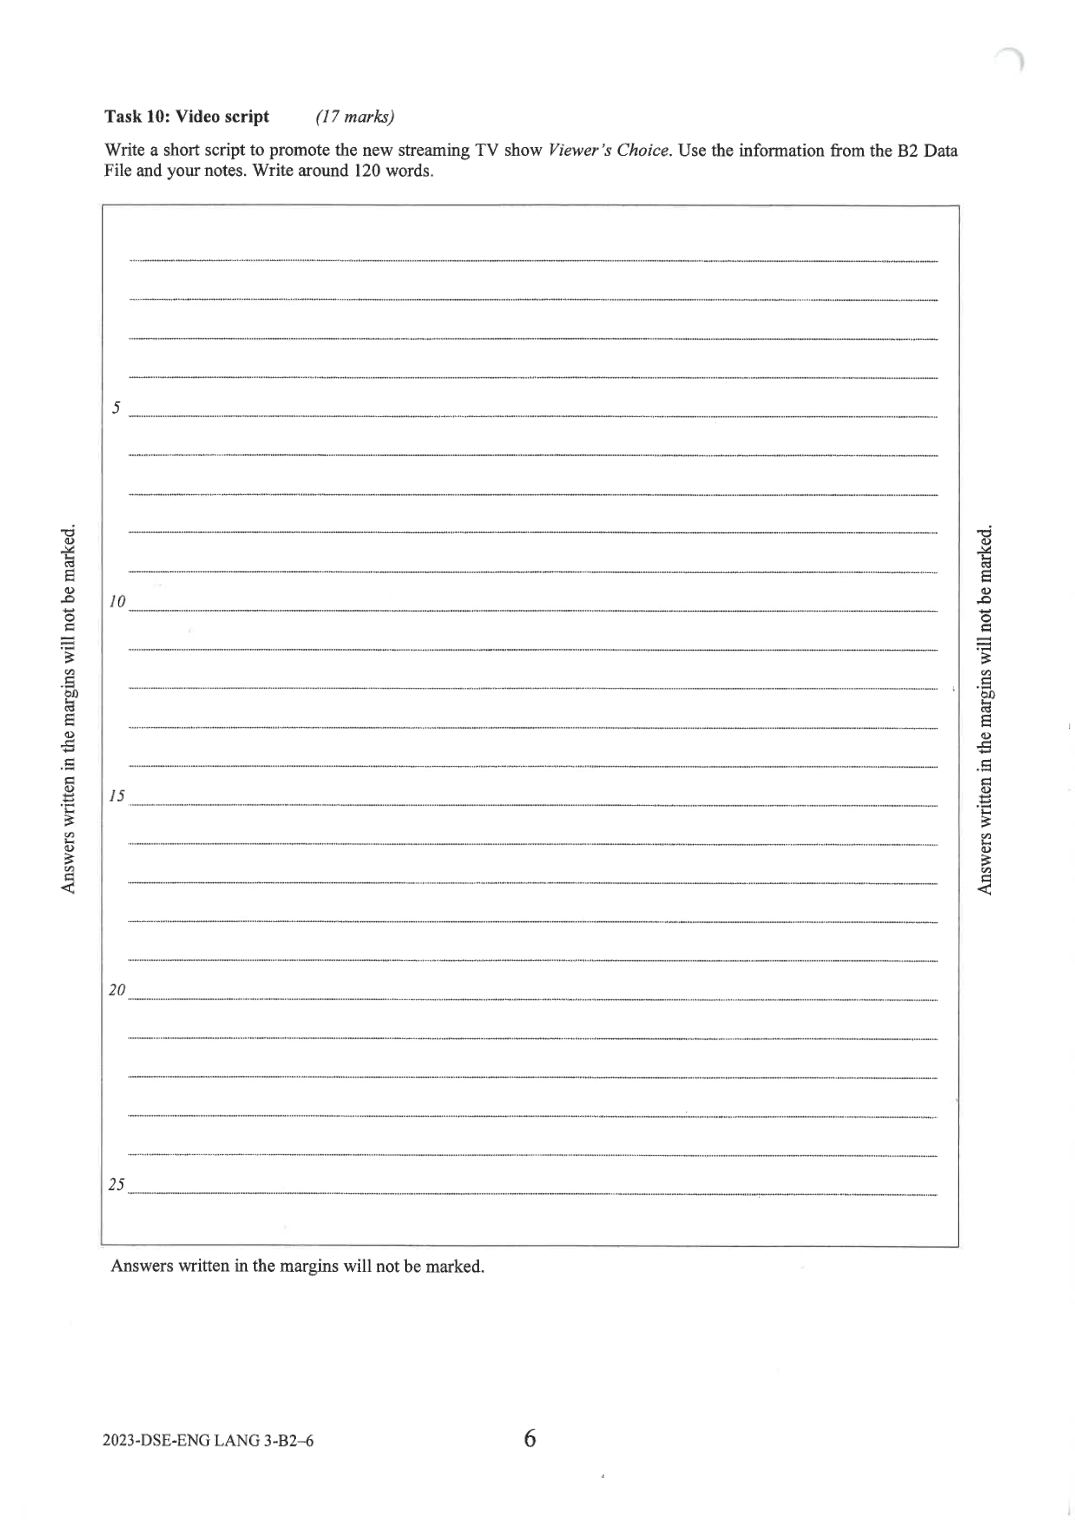 Task 10: Video script (17 marks)
Write a short script to promote the new streaming TV show Viewer's Choice. Use the information from the B2 Data
File and your notes. Write around 120 words.
5
10
15
20
25
Answers written in the margins will not be marked.
Answers written in the margins will not be marked.
Answers written in the margins will not be marked.
2023-DSE-ENG LANG 3-B2–6
6